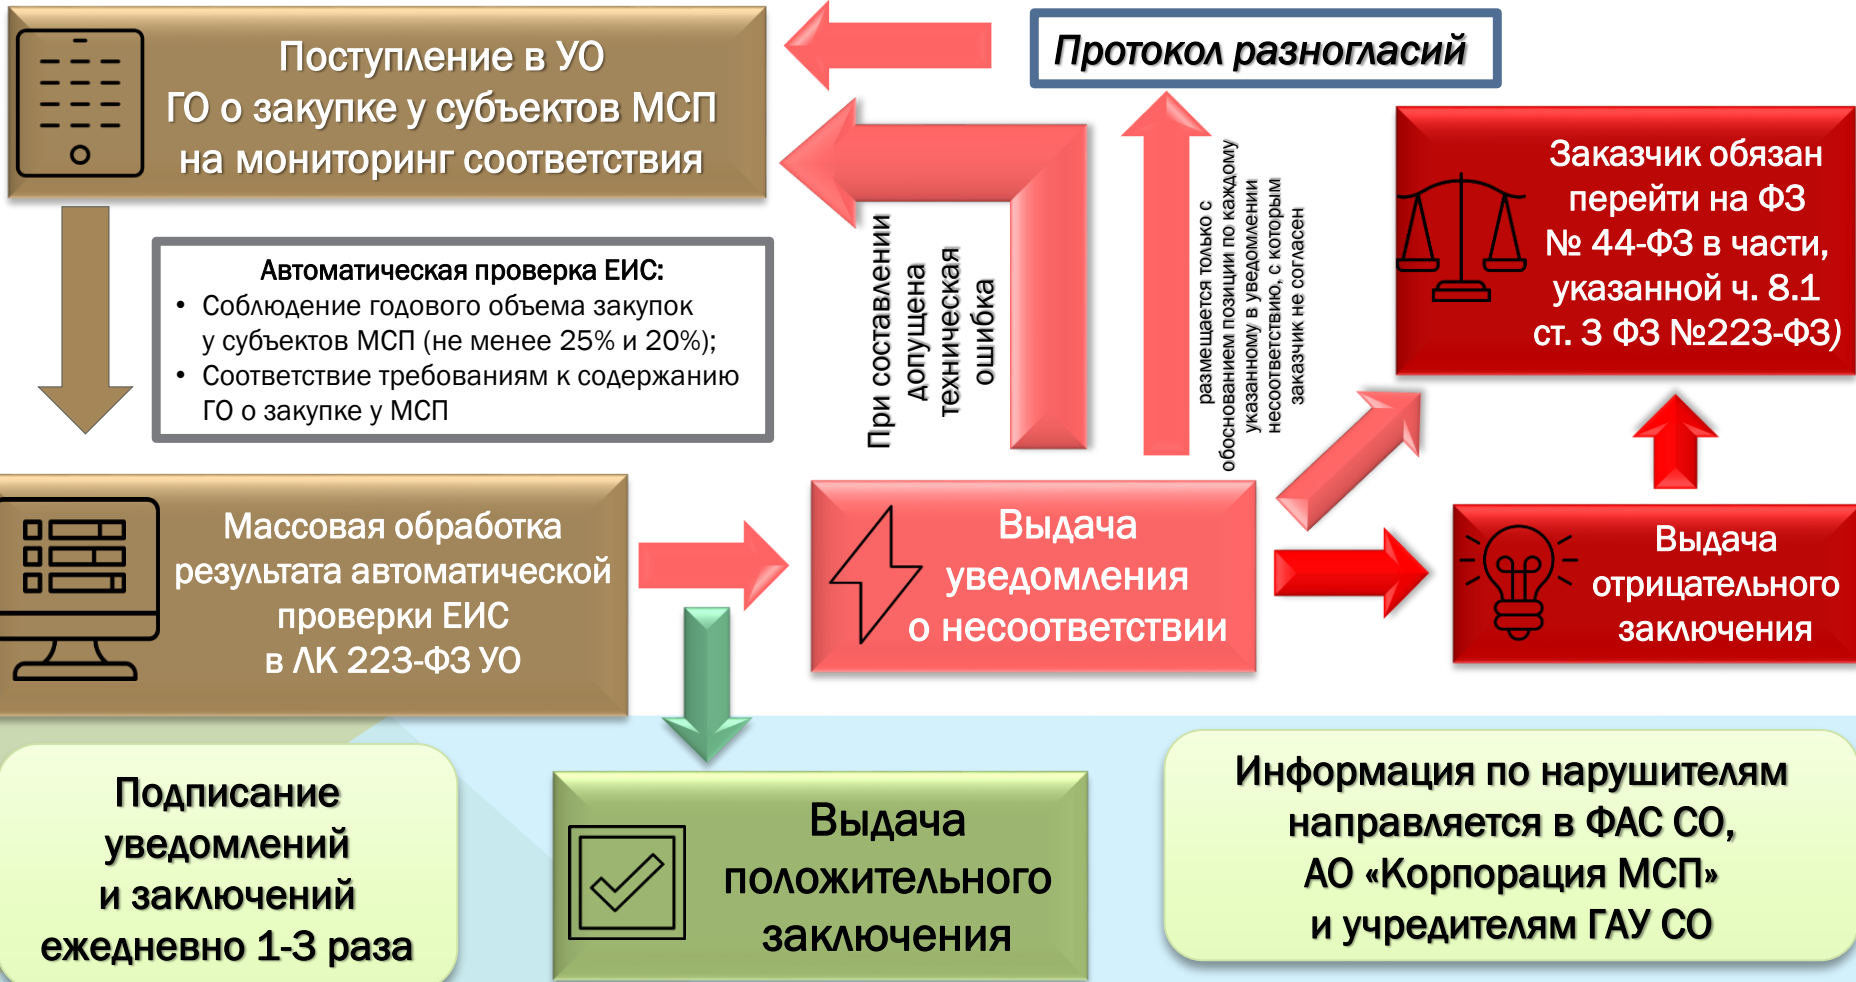 Поступление в УО
ГО о закупке у субъектов МСП
на мониторинг соответствия
Протокол разногласий
Автоматическая проверка ЕИС:
• Соблюдение годового объема закупок
у субъектов МСП (не менее 25% и 20%);
• Соответствие требованиям к содержанию
ГО о закупке у МСП
При составлении
допущена
техническая
ошибка
размещается только с
обоснованием позиции по каждому
указанному в уведомлении
несоответствию, с которым
заказчик не согласен
Заказчик обязан
перейти на ФЗ
№ 44-ФЗ в части,
указанной ч. 8.1
ст. 3 ФЗ №223-ФЗ)
Массовая обработка
результата автоматической
проверки ЕИС
в ЛК 223-ФЗ УО
Выдача
уведомления
о несоответствии
Выдача
отрицательного
заключения
Подписание
уведомлений
и заключений
ежедневно 1-3 раза
Выдача
положительного
заключения
Информация по нарушителям
направляется в ФАС СО,
АО «Корпорация МСП»
и учредителям ГАУ СО